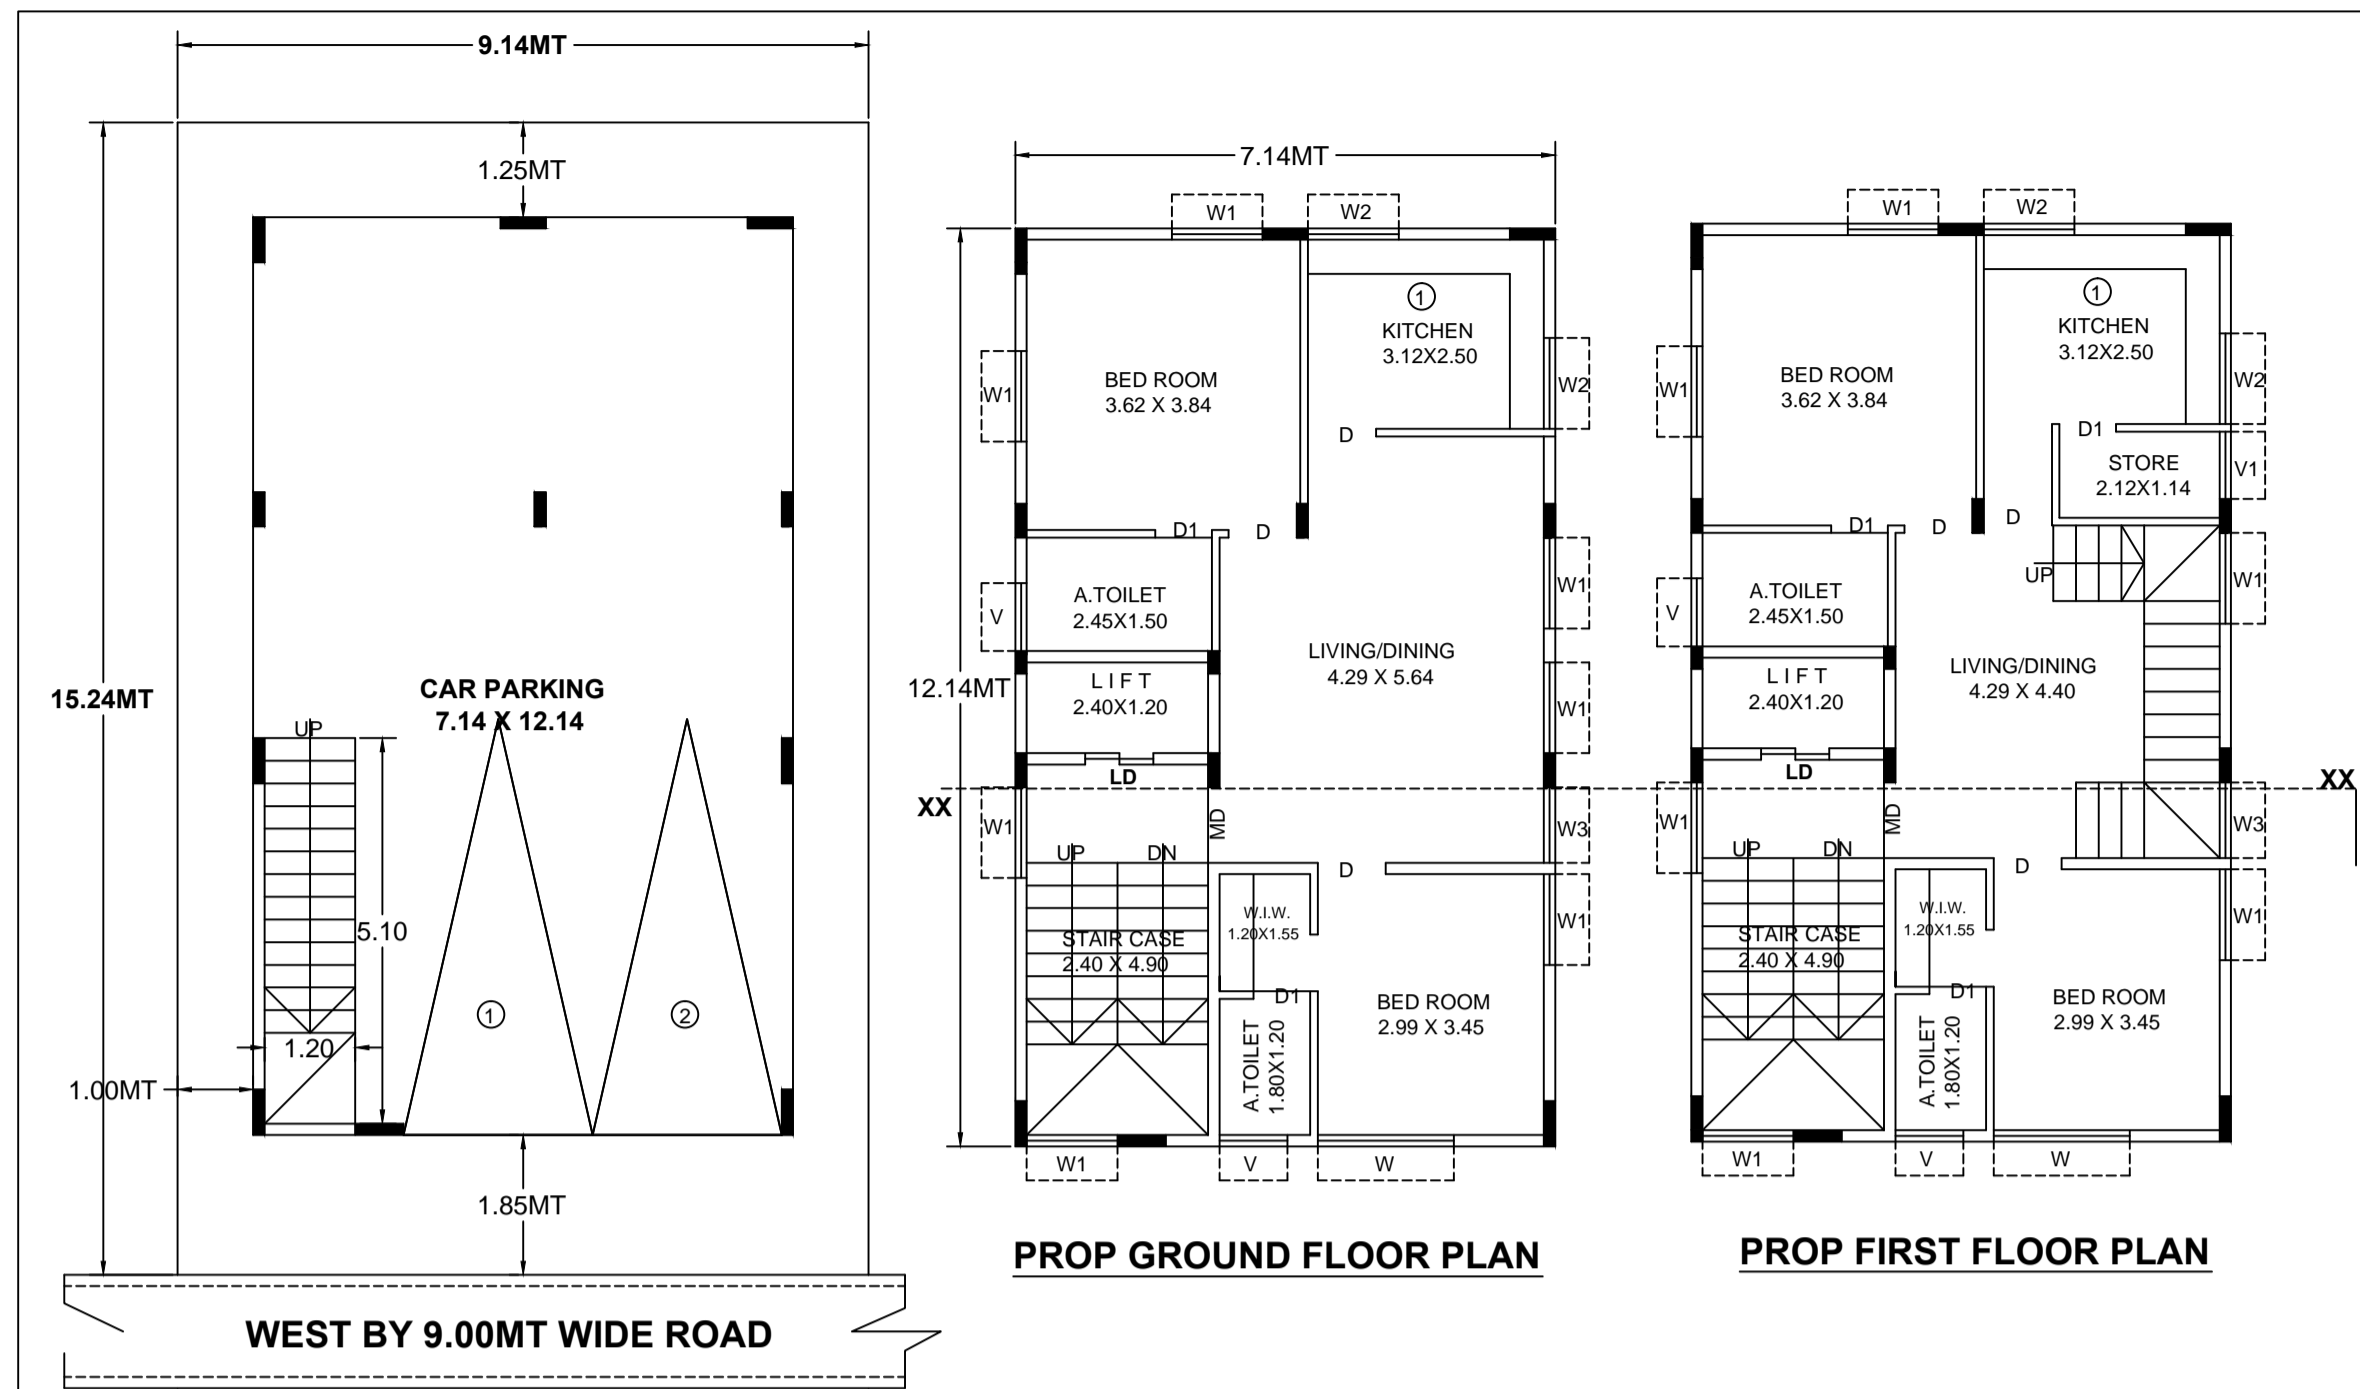 9.14MT
1.25MT
15.24MT
CAR PARKING
7.14 X 12.14
UP
5.10
1.20
1.00MT
1
2
1.85MT
WEST BY 9.00MT WIDE ROAD
7.14MT
W1
W2
1
KITCHEN
3.12X2.50
BED ROOM
3.62 X 3.84
W1
W2
D
D1
D
A.TOILET
2.45X1.50
V
W1
LIVING/DINING
4.29 X 5.64
LIFT
2.40X1.20
12.14MT
W1
LD
XX
W1
MD
W3
UP
DN
D
W.I.W.
1.20X1.55
W1
STAIR CASE
2.40 X 4.90
D1
BED ROOM
2.99 X 3.45
A.TOILET
1.80X1.20
W1
V
W
PROP GROUND FLOOR PLAN
W1
W2
1
KITCHEN
3.12X2.50
BED ROOM
3.62 X 3.84
W1
W2
D1
STORE
2.12X1.14
V1
D1
D
D
UP
W1
A.TOILET
2.45X1.50
V
LIVING/DINING
4.29 X 4.40
LIFT
2.40X1.20
LD
XX
W1
MD
W3
UP
DN
D
W.I.W.
1.20X1.55
W1
STAIR CASE
2.40 X 4.90
D1
BED ROOM
2.99 X 3.45
A.TOILET
1.80X1.20
W1
V
W
PROP FIRST FLOOR PLAN